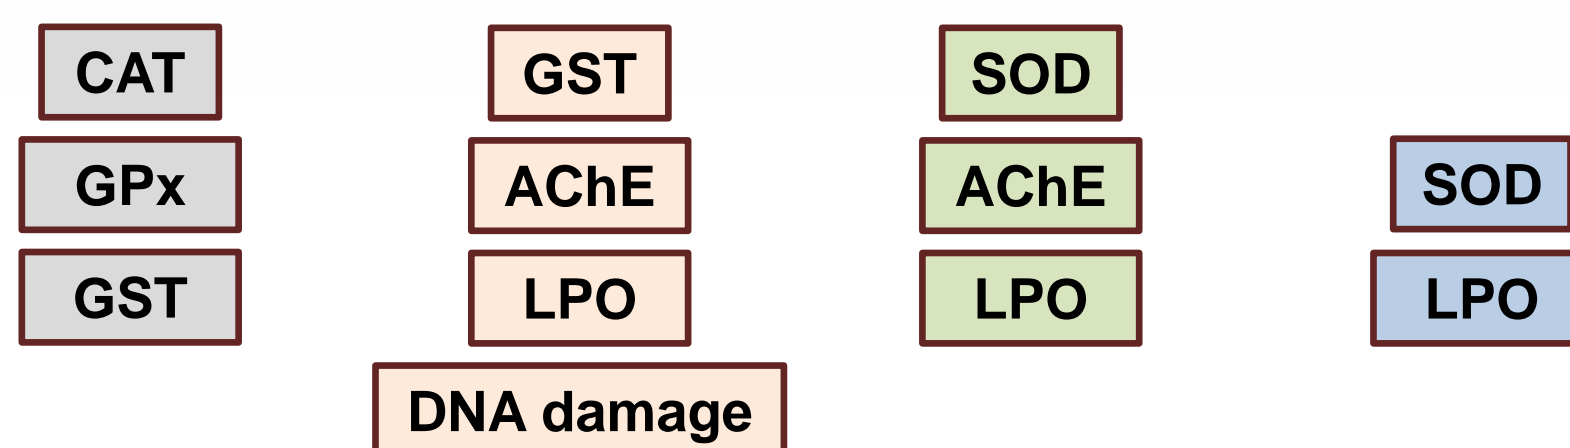 CAT
GPx
GST
GST
AChE
LPO
DNA damage
SOD
AChE
LPO
SOD
LPO